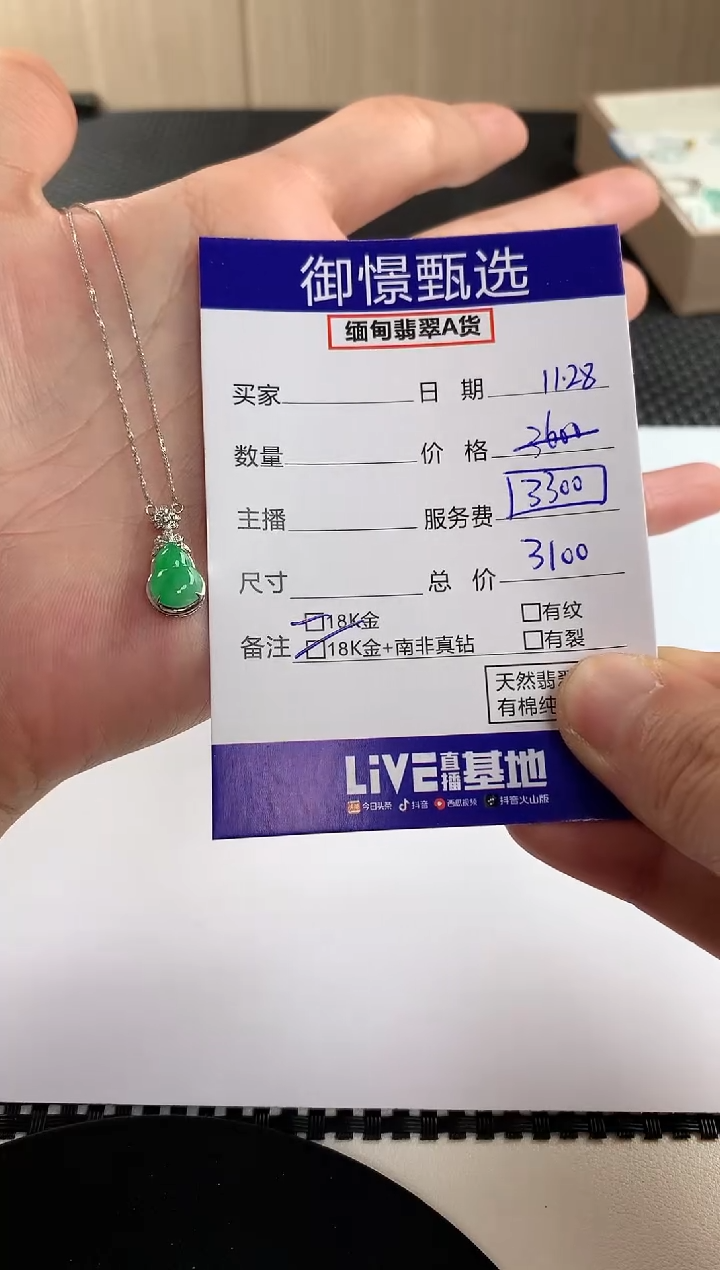 御憬甄选
缅甸翡翠A货
买家 日期 11.28
数量 价格 3600
3300
主播 服务费
3100
尺寸 总价
备注 18K金 有纹
18K金+南非真钻 有裂
天然翡翠
有棉纯
LiVE直播基地
今日头条 抖音 西瓜视频 抖音火山版